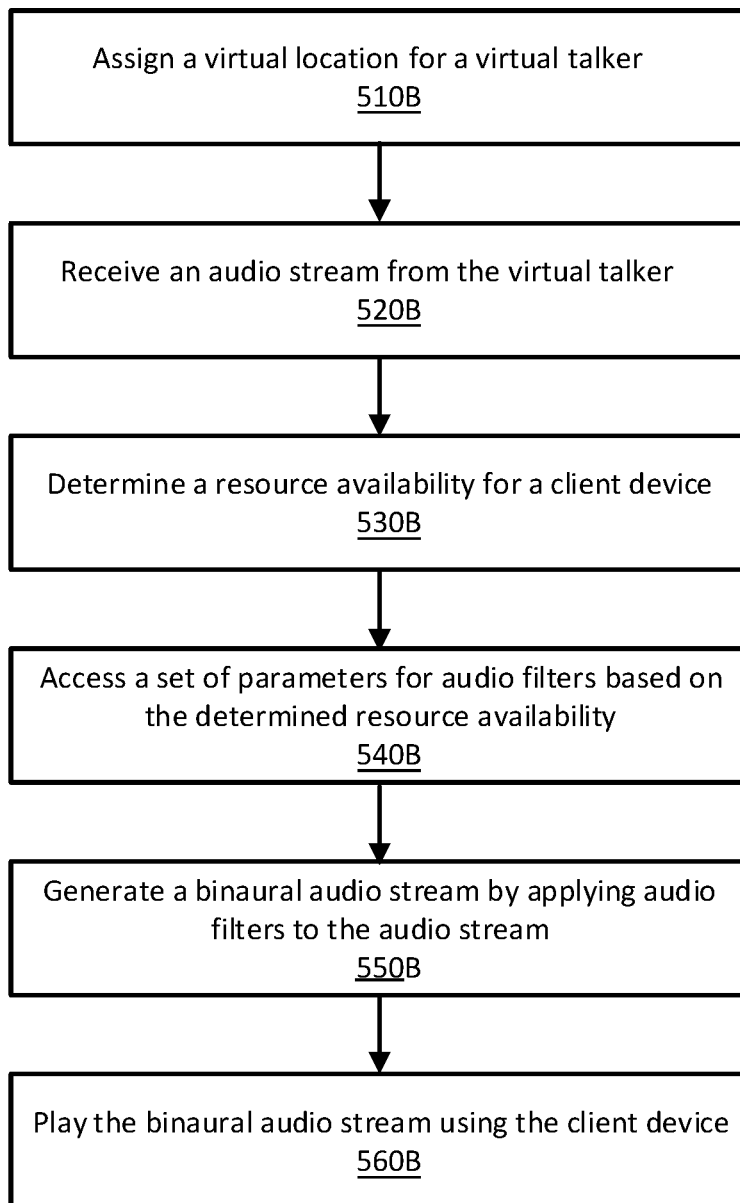 Assign a virtual location for a virtual talker
510B
Receive an audio stream from the virtual talker
520B
Determine a resource availability for a client device
530B
Access a set of parameters for audio filters based on
the determined resource availability
540B
Generate a binaural audio stream by applying audio
filters to the audio stream
550B
Play the binaural audio stream using the client device
560B